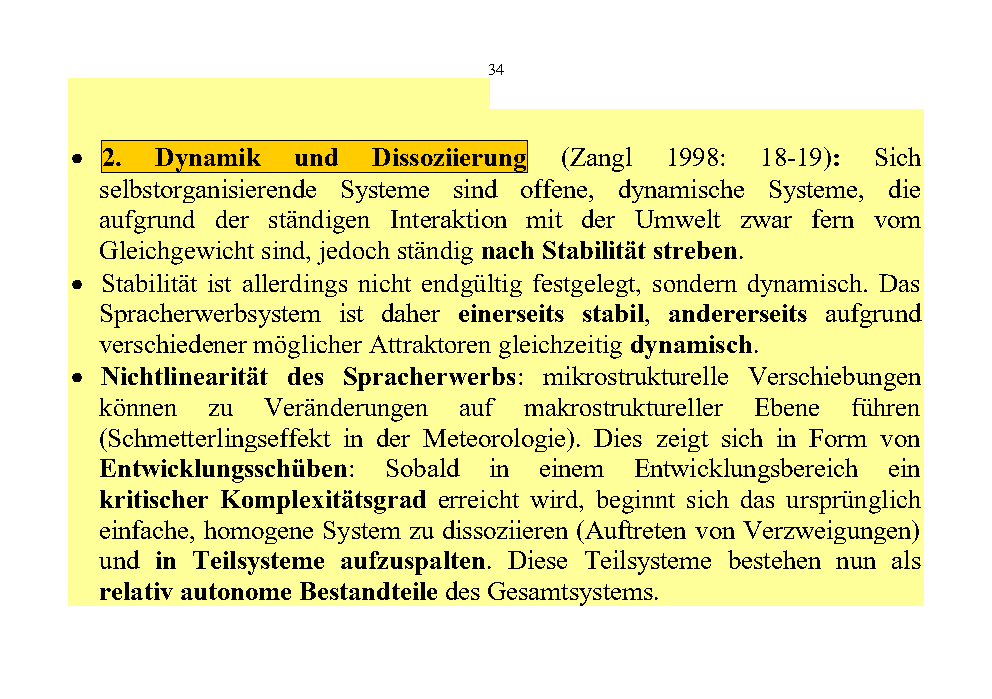 34
• 2. Dynamik und Dissoziierung (Zangl 1998: 18-19): Sich
selbstorganisierende Systeme sind offene, dynamische Systeme, die
aufgrund der ständigen Interaktion mit der Umwelt zwar fern vom
Gleichgewicht sind, jedoch ständig nach Stabilität streben.
• Stabilität ist allerdings nicht endgültig festgelegt, sondern dynamisch. Das
Spracherwerbsystem ist daher einerseits stabil, andererseits aufgrund
verschiedener möglicher Attraktoren gleichzeitig dynamisch.
• Nichtlinearität des Spracherwerbs: mikrostrukturelle Verschiebungen
können zu Veränderungen auf makrostruktureller Ebene führen
(Schmetterlingseffekt in der Meteorologie). Dies zeigt sich in Form von
Entwicklungsschüben: Sobald in einem Entwicklungsbereich ein
kritischer Komplexitätsgrad erreicht wird, beginnt sich das ursprünglich
einfache, homogene System zu dissoziieren (Auftreten von Verzweigungen)
und in Teilsysteme aufzuspalten. Diese Teilsysteme bestehen nun als
relativ autonome Bestandteile des Gesamtsystems.